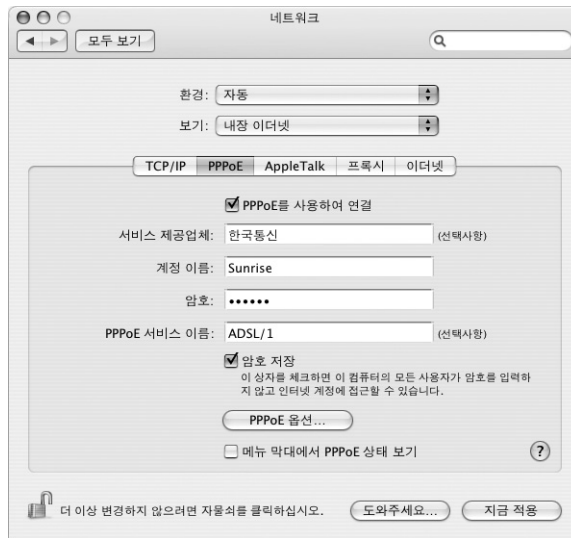 네트워크
모두 보기
환경: 자동
보기: 내장 이더넷
TCP/IP PPPoE AppleTalk 프록시 이더넷
PPPoE를 사용하여 연결
서비스 제공업체: 한국통신 (선택사항)
계정 이름: Sunrise
암호: ••••••
PPPoE 서비스 이름: ADSL/1 (선택사항)
암호 저장
이 상자를 체크하면 이 컴퓨터의 모든 사용자가 암호를 입력하
지 않고 인터넷 계정에 접근할 수 있습니다.
PPPoE 옵션...
메뉴 막대에서 PPPoE 상태 보기
?
더 이상 변경하지 않으려면 자물쇠를 클릭하십시오. 도와주세요... 지금 적용